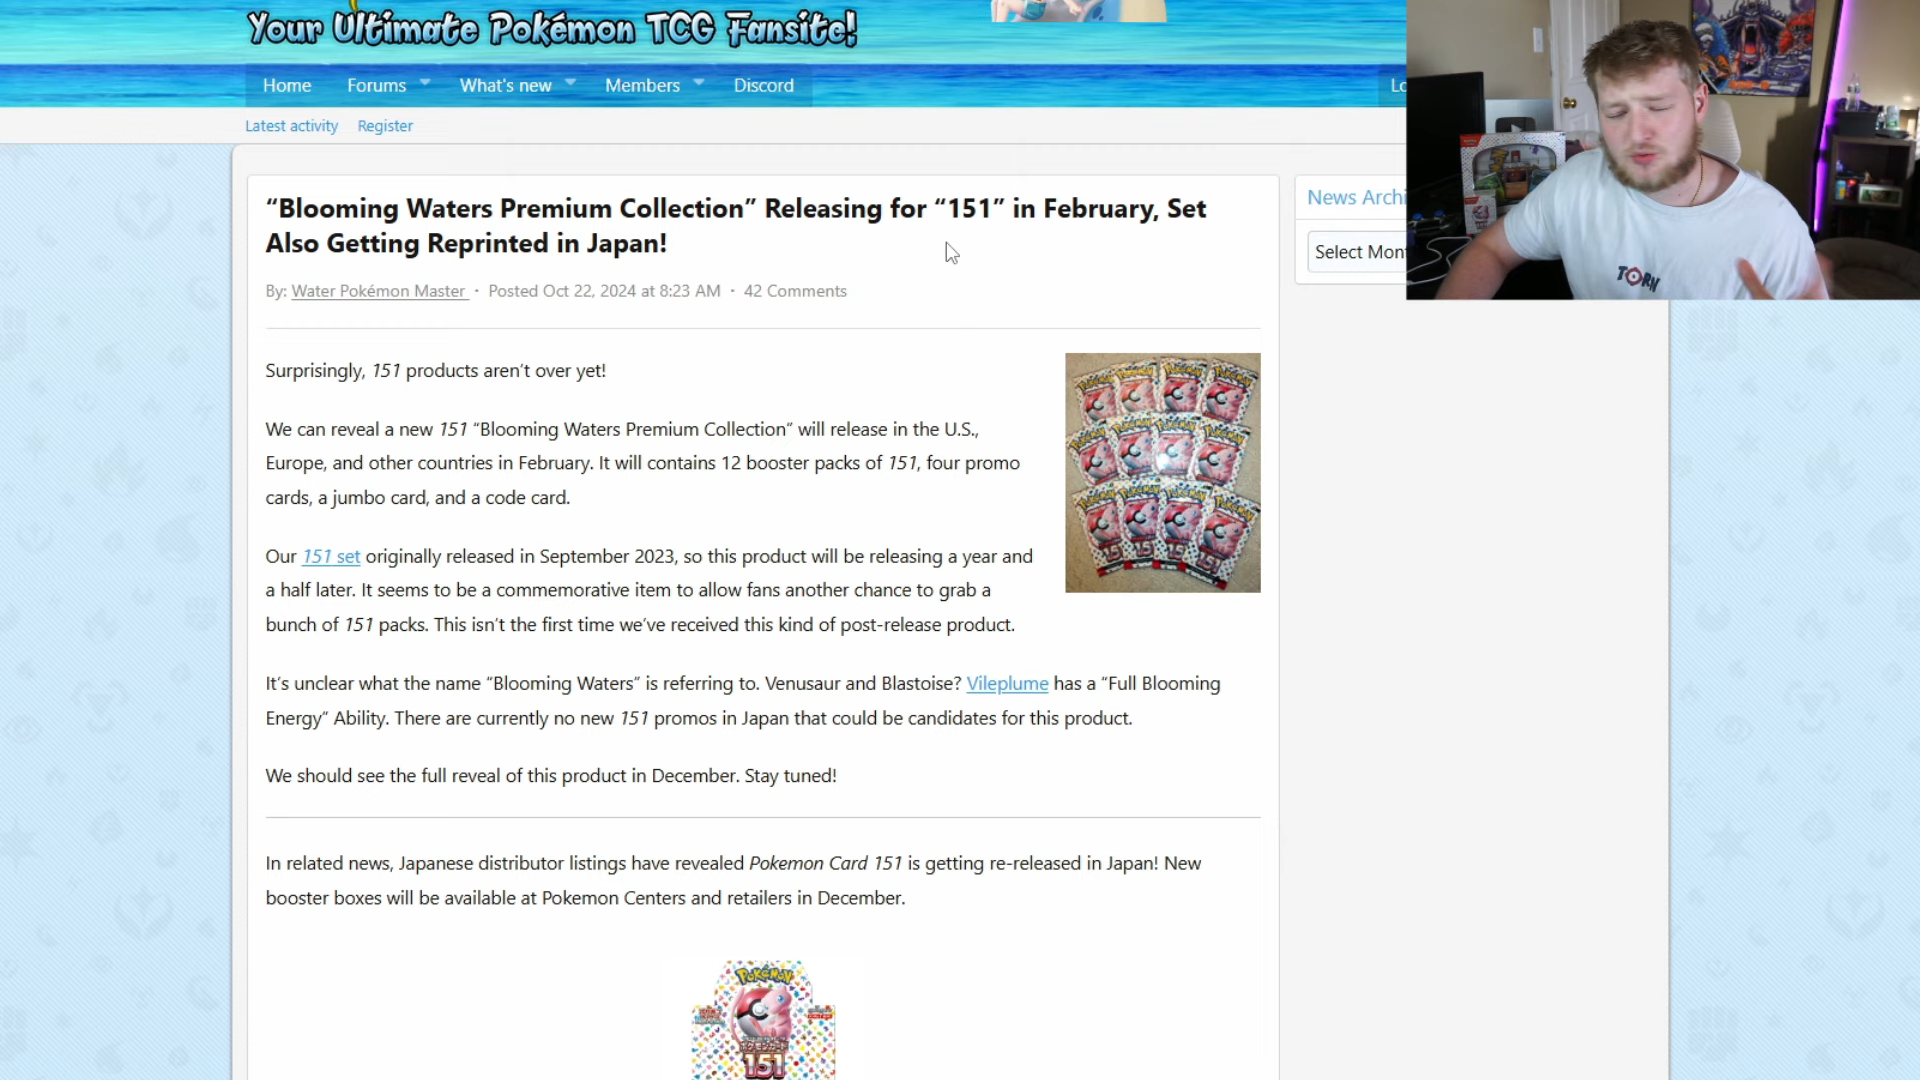 Your Ultimate Pokémon TCG Fansite!
Home Forums What's new Members Discord
Latest activity Register
“Blooming Waters Premium Collection” Releasing for “151” in February, Set
Also Getting Reprinted in Japan!
By: Water Pokémon Master · Posted Oct 22, 2024 at 8:23 AM · 42 Comments
Surprisingly, 151 products aren’t over yet!
We can reveal a new 151 “Blooming Waters Premium Collection” will release in the U.S.,
Europe, and other countries in February. It will contains 12 booster packs of 151, four promo
cards, a jumbo card, and a code card.
Our 151 set originally released in September 2023, so this product will be releasing a year and
a half later. It seems to be a commemorative item to allow fans another chance to grab a
bunch of 151 packs. This isn’t the first time we’ve received this kind of post-release product.
It’s unclear what the name “Blooming Waters” is referring to. Venusaur and Blastoise? Vileplume has a “Full Blooming
Energy” Ability. There are currently no new 151 promos in Japan that could be candidates for this product.
We should see the full reveal of this product in December. Stay tuned!
In related news, Japanese distributor listings have revealed Pokemon Card 151 is getting re-released in Japan! New
booster boxes will be available at Pokemon Centers and retailers in December.
POKéMON
151
News Archi
Select Mon
TORN